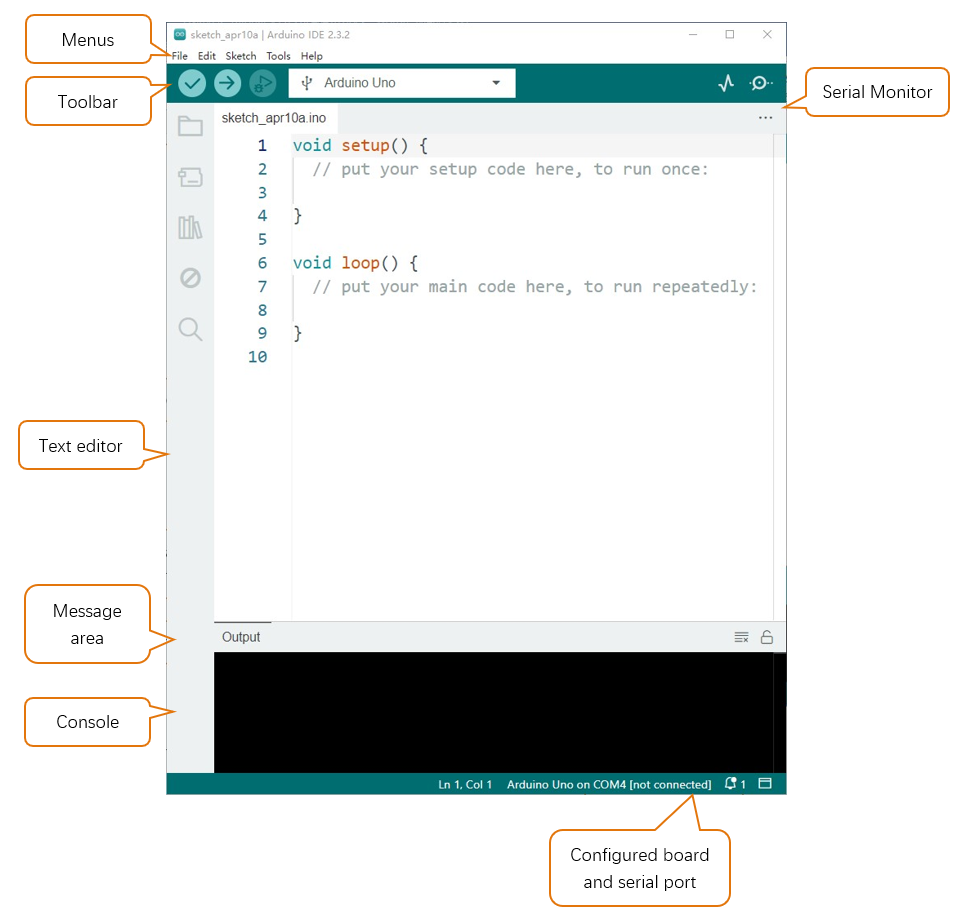 Menus
Toolbar
Text editor
Message
area
Console
sketch_apr10a | Arduino IDE 2.3.2
File Edit Sketch Tools Help
Arduino Uno
sketch_apr10a.ino
1 void setup() {
2   // put your setup code here, to run once:
3
4 }
5
6 void loop() {
7   // put your main code here, to run repeatedly:
8
9 }
10
Output
Ln 1, Col 1 Arduino Uno on COM4 [not connected] 1
Serial Monitor
Configured board
and serial port